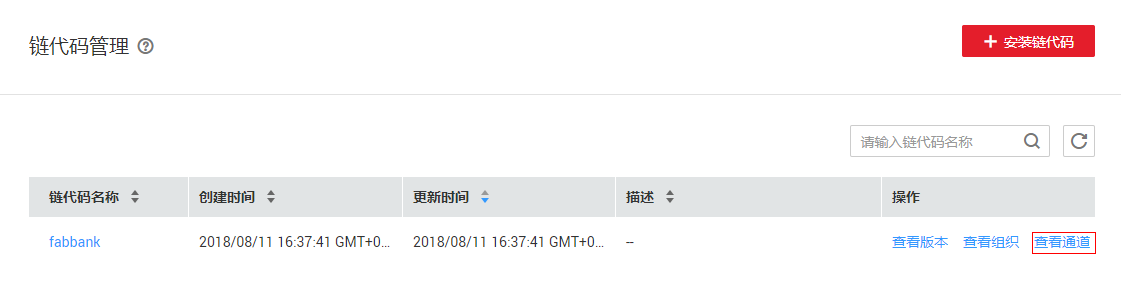 链代码管理
安装链代码
请输入链代码名称
链代码名称 创建时间 更新时间 描述 操作
fabbank 2018/08/11 16:37:41 GMT+0... 2018/08/11 16:37:41 GMT+0... -- 查看版本 查看组织 查看通道